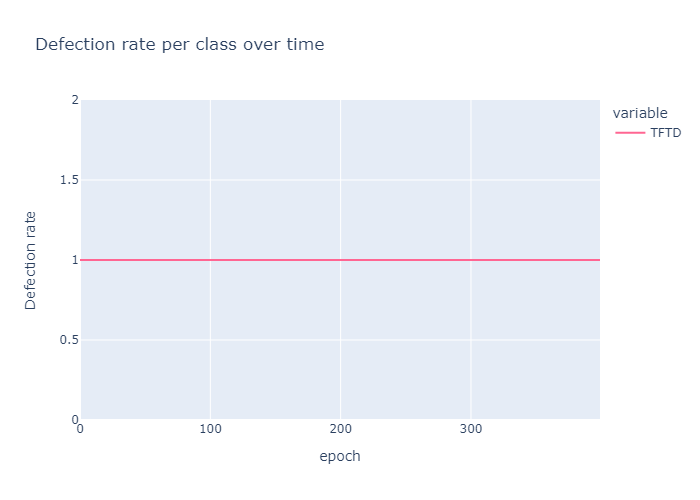 Defection rate per class over time
2
1.5
1
0.5
0
0
100
200
300
epoch
Defection rate
variable
TFTD